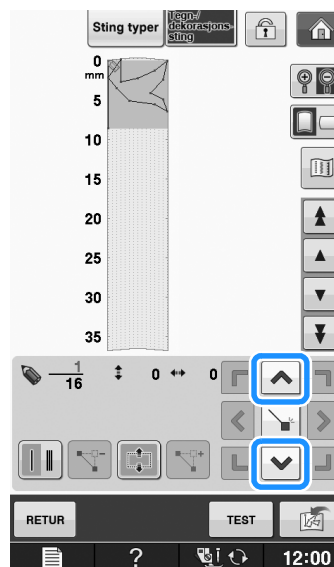 Sting typer
Tegn-/
dekorasjons-
sting
0
mm
5
10
15
20
25
30
35
1
16
0
0
RETUR
TEST
?
12:00